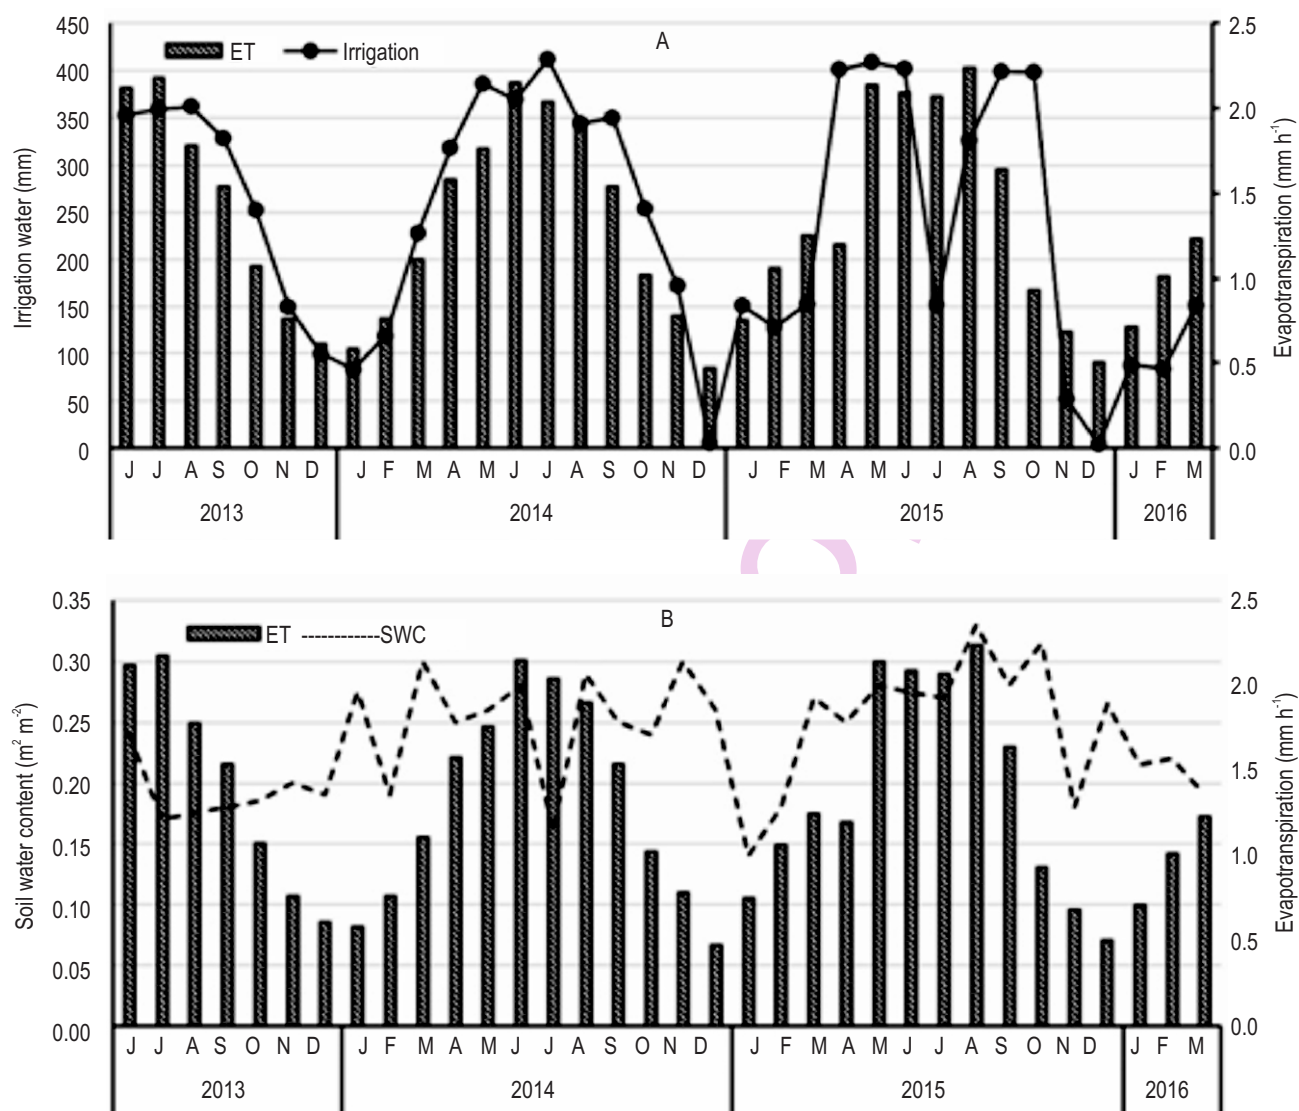 A
ET Irrigation
Irrigation water (mm)
450
400
350
300
250
200
150
100
50
0
Evapotranspiration (mm h⁻¹)
2.5
2.0
1.5
1.0
0.5
0.0
J J A S O N D J F M A M J J A S O N D J F M A M J J A S O N D J F M
2013 2014 2015 2016
B
ET SWC
Soil water content (m² m⁻²)
0.35
0.30
0.25
0.20
0.15
0.10
0.05
0.00
Evapotranspiration (mm h⁻¹)
2.5
2.0
1.5
1.0
0.5
0.0
J J A S O N D J F M A M J J A S O N D J F M A M J J A S O N D J F M
2013 2014 2015 2016